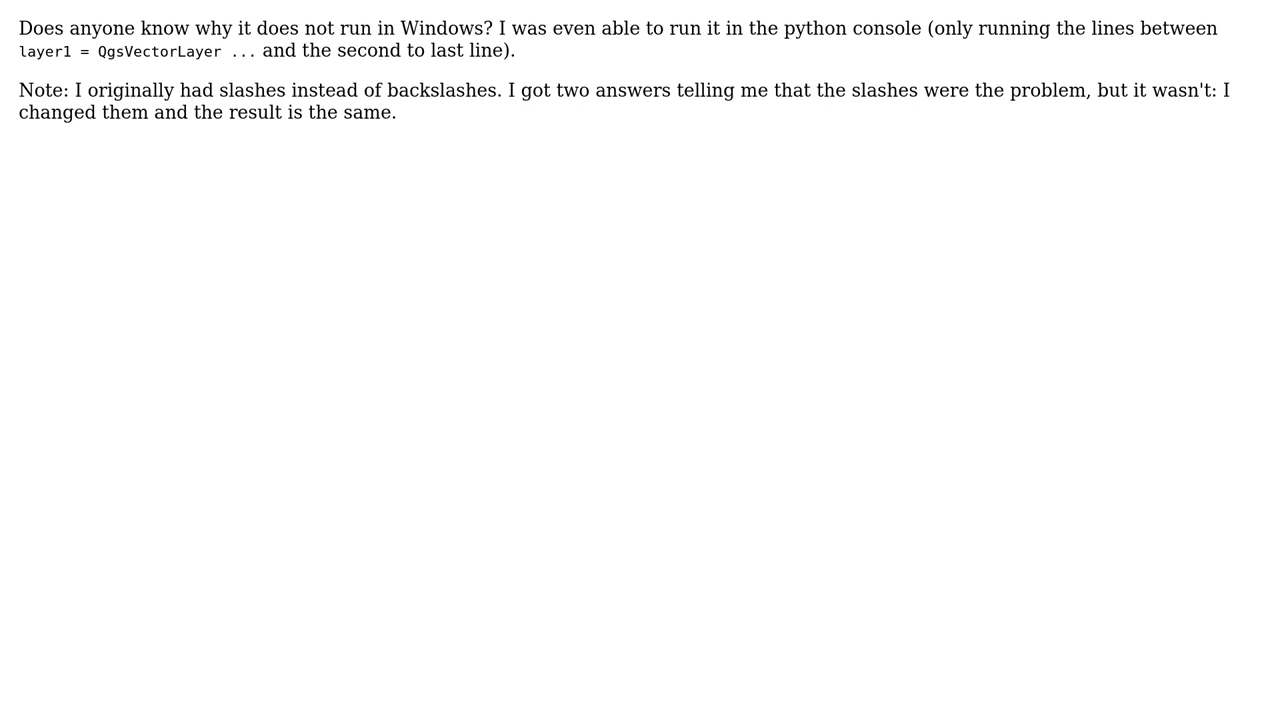 Does anyone know why it does not run in Windows? I was even able to run it in the python console (only running the lines between
layer1 = QgsVectorLayer ... and the second to last line).
Note: I originally had slashes instead of backslashes. I got two answers telling me that the slashes were the problem, but it wasn't: I
changed them and the result is the same.